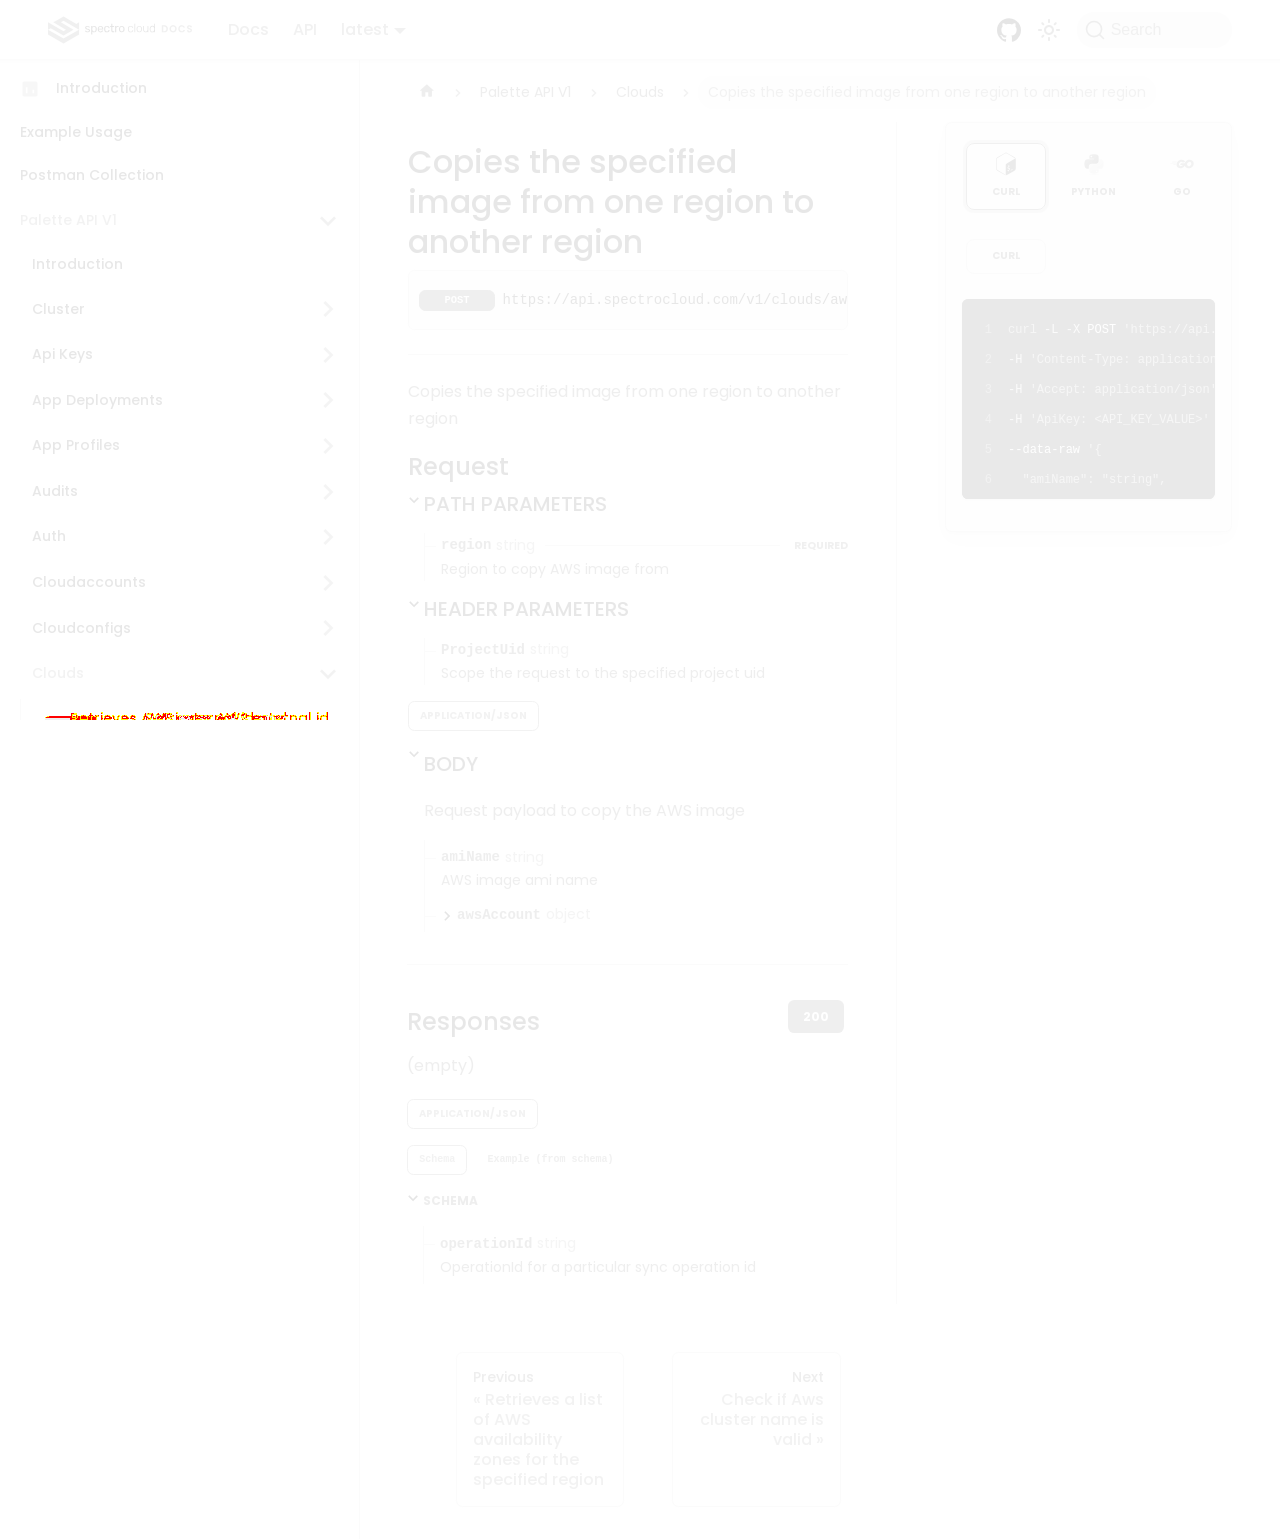 spectro cloud DOCS
Docs
API
latest
Search
Introduction
Example Usage
Postman Collection
Palette API V1
Introduction
Cluster
Api Keys
App Deployments
App Profiles
Audits
Auth
Cloudaccounts
Cloudconfigs
Clouds
Palette API V1
Clouds
Copies the specified image from one region to another region
Copies the specified
image from one region to
another region
POST https://api.spectrocloud.com/v1/clouds/aw
Copies the specified image from one region to another
region
Request
PATH PARAMETERS
region string REQUIRED
Region to copy AWS image from
HEADER PARAMETERS
ProjectUid string
Scope the request to the specified project uid
APPLICATION/JSON
BODY
Request payload to copy the AWS image
amiName string
AWS image ami name
awsAccount object
Responses
200
(empty)
APPLICATION/JSON
Schema
Example (from schema)
SCHEMA
operationId string
OperationId for a particular sync operation id
Previous
« Retrieves a list
of AWS
availability
zones for the
specified region
Next
Check if Aws
cluster name is
valid »
CURL
PYTHON
GO
CURL
1 curl -L -X POST 'https://api.
2 -H 'Content-Type: application
3 -H 'Accept: application/json'
4 -H 'ApiKey: <API_KEY_VALUE>'
5 --data-raw '{
6 "amiName": "string",